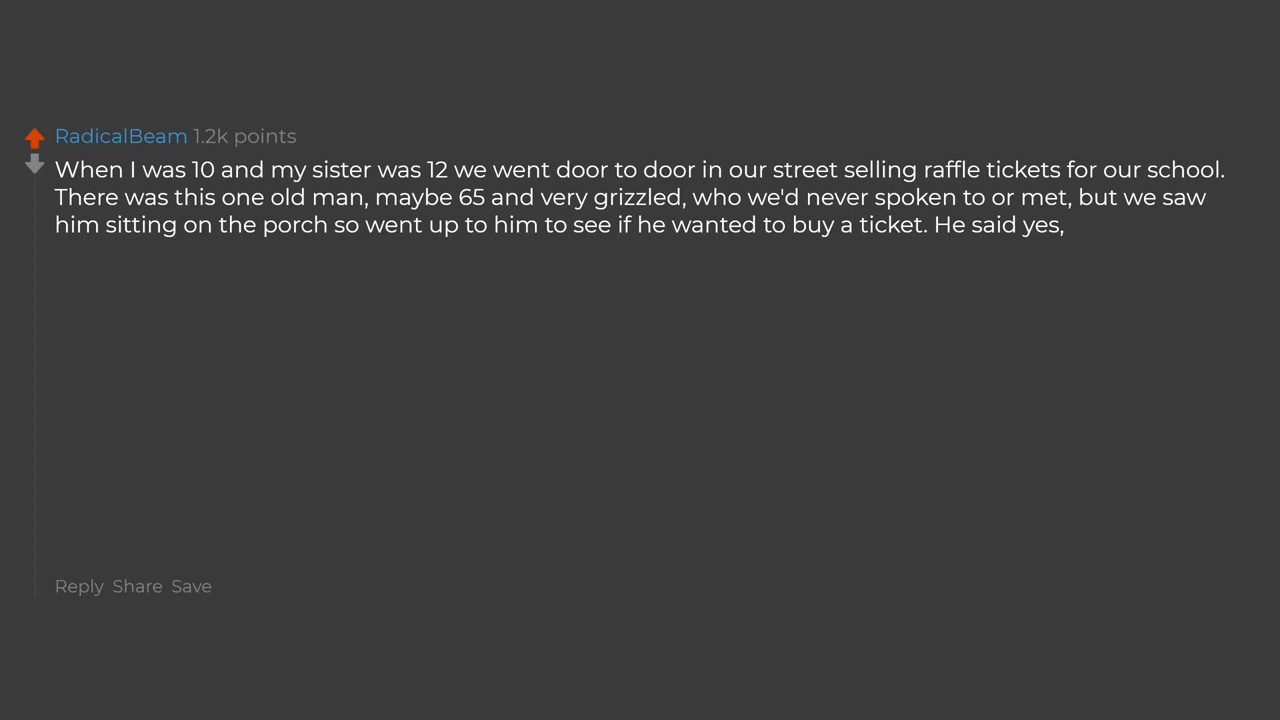 RadicalBeam 1.2k points
When I was 10 and my sister was 12 we went door to door in our street selling raffle tickets for our school.
There was this one old man, maybe 65 and very grizzled, who we'd never spoken to or met, but we saw
him sitting on the porch so went up to him to see if he wanted to buy a ticket. He said yes,
Reply Share Save